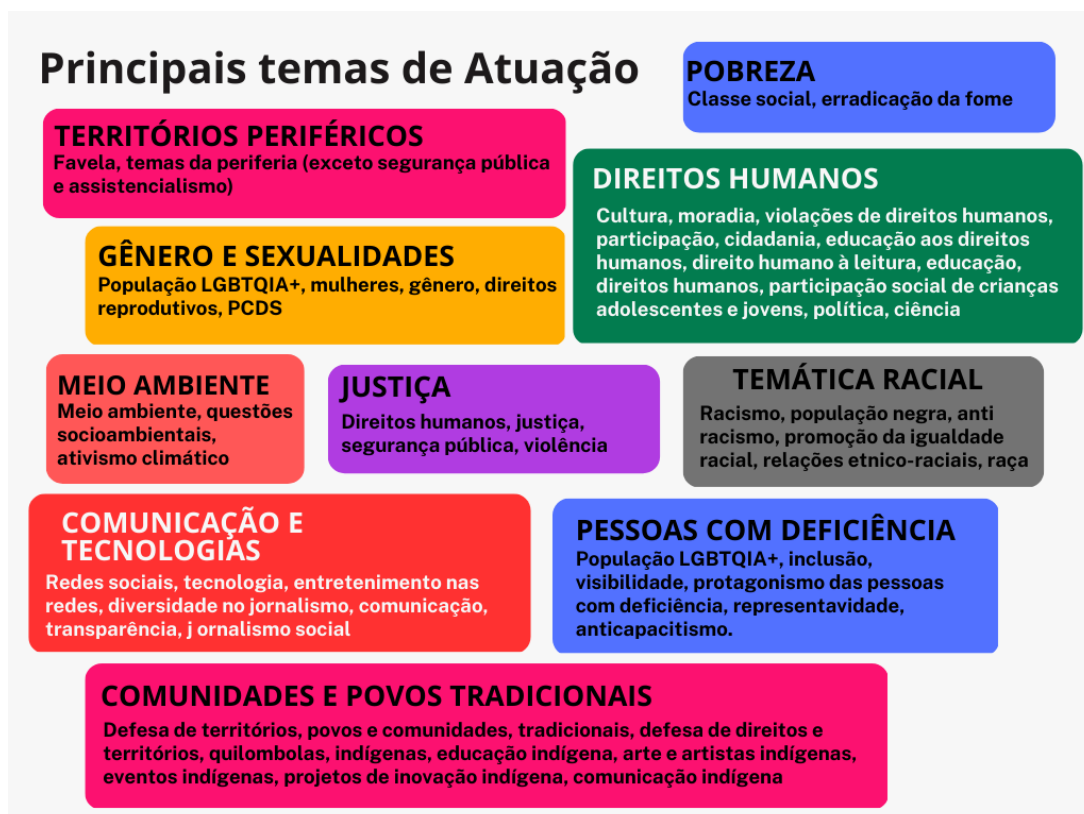 Principais temas de Atuação
POBREZA
Classe social, erradicação da fome
TERRITÓRIOS PERIFÉRICOS
Favela, temas da periferia (exceto segurança pública
e assistencialismo)
DIREITOS HUMANOS
Cultura, moradia, violações de direitos humanos,
participação, cidadania, educação aos direitos
humanos, direito humano à leitura, educação,
direitos humanos, participação social de crianças
adolescentes e jovens, política, ciência
GÊNERO E SEXUALIDADES
População LGBTQIA+, mulheres, gênero, direitos
reprodutivos, PCDS
MEIO AMBIENTE
Meio ambiente, questões
socioambientais,
ativismo climático
JUSTIÇA
Direitos humanos, justiça,
segurança pública, violência
TEMÁTICA RACIAL
Racismo, população negra, anti
racismo, promoção da igualdade
racial, relações etnico-raciais, raça
COMUNICAÇÃO E
TECNOLOGIAS
Redes sociais, tecnologia, entretenimento nas
redes, diversidade no jornalismo, comunicação,
transparência, j ornalismo social
PESSOAS COM DEFICIÊNCIA
População LGBTQIA+, inclusão,
visibilidade, protagonismo das pessoas
com deficiência, representavidade,
anticapacitismo.
COMUNIDADES E POVOS TRADICIONAIS
Defesa de territórios, povos e comunidades, tradicionais, defesa de direitos e
territórios, quilombolas, indígenas, educação indígena, arte e artistas indígenas,
eventos indígenas, projetos de inovação indígena, comunicação indígena